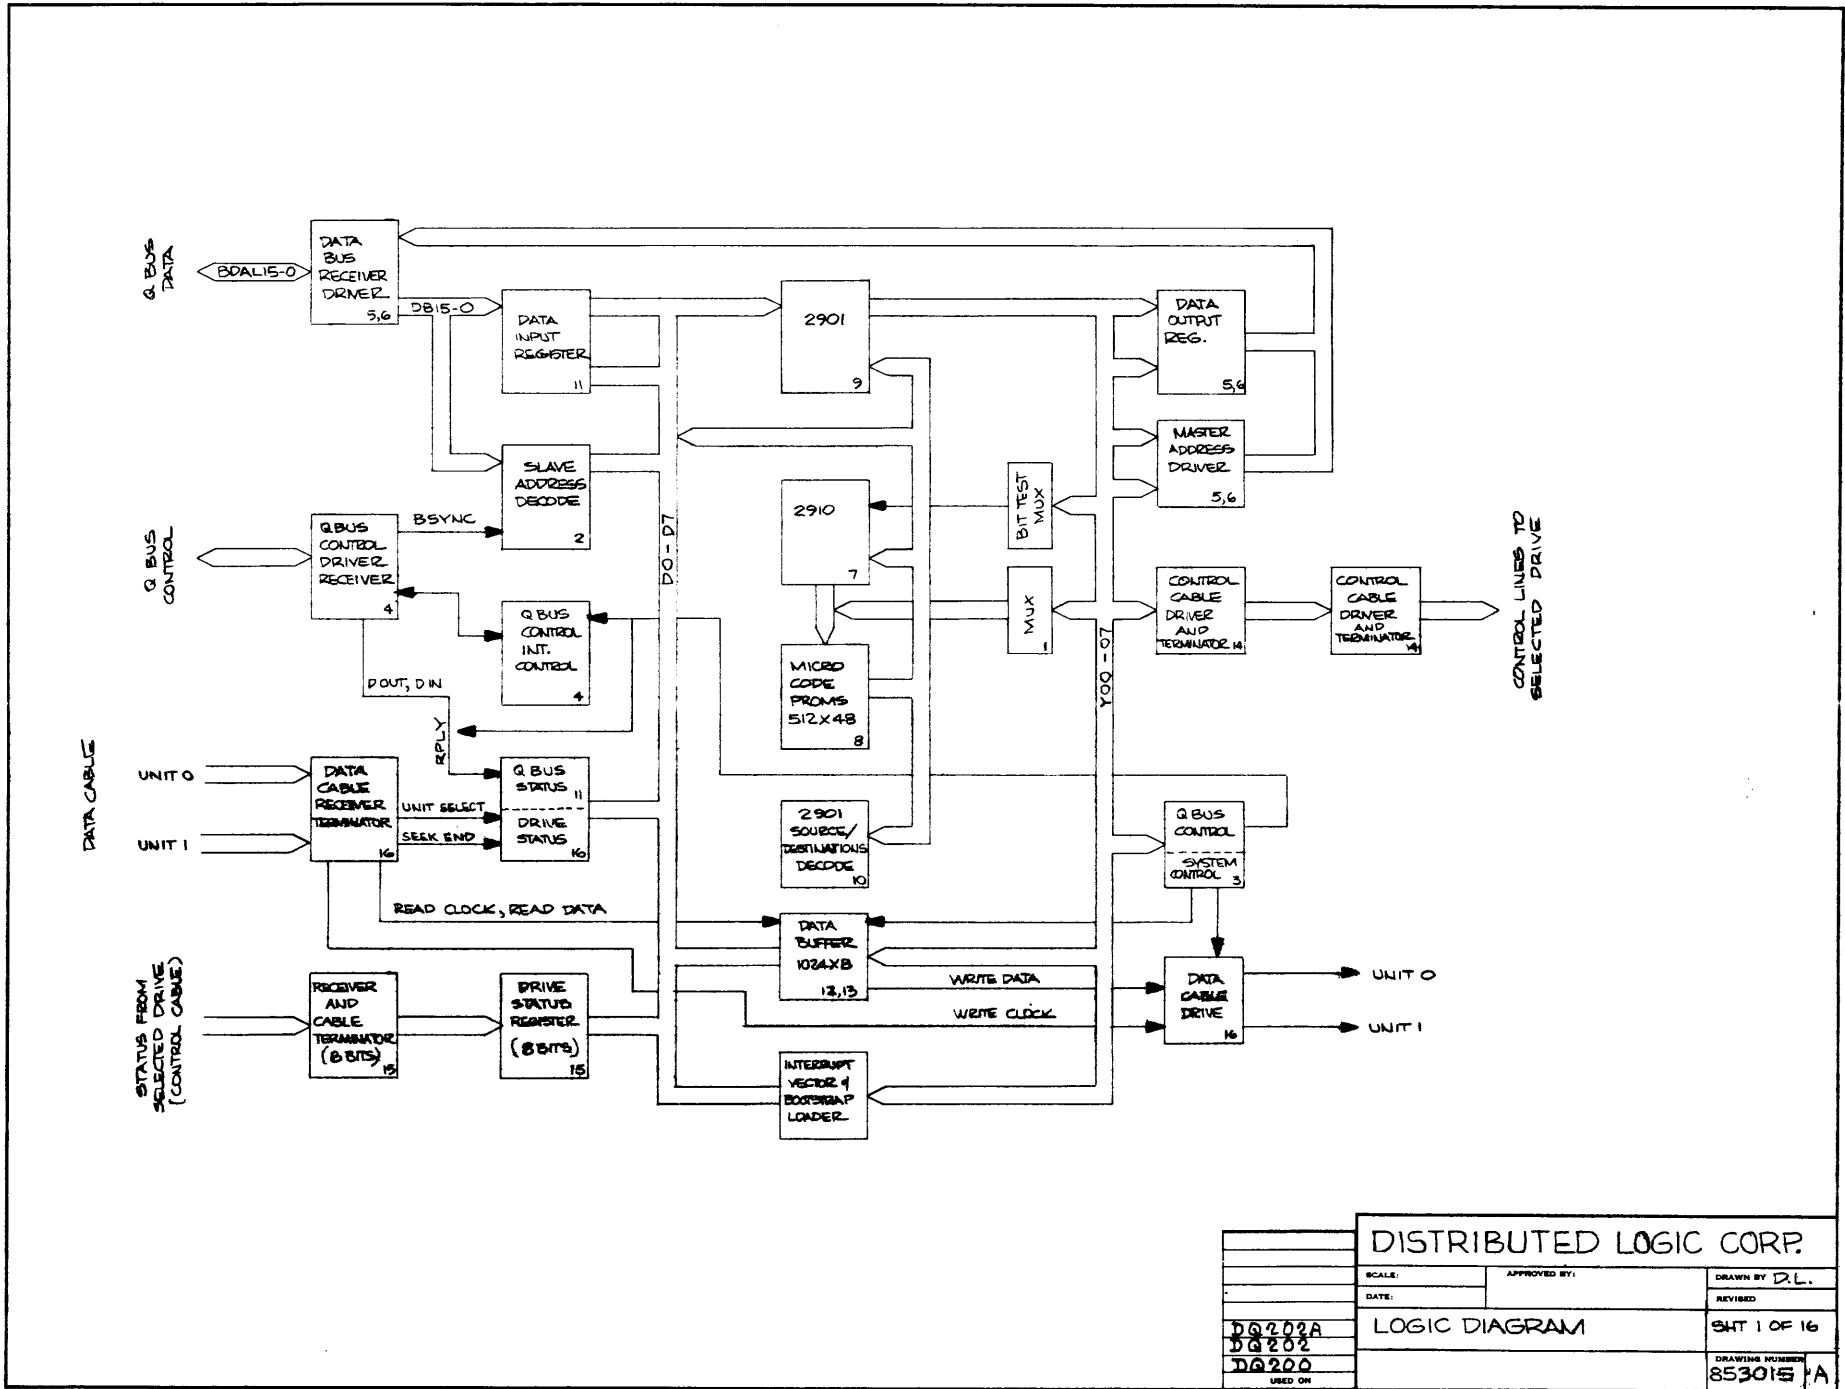 Q BUS
DATA
BDAL15-0
DATA
BUS
RECEIVER
DRIVER
5,6
DB15-0
DATA
INPUT
REGISTER
11
2901
9
DATA
OUTPUT
REG.
5,6
MASTER
ADDRESS
DRIVER
5,6
SLAVE
ADDRESS
DECODE
2
BSYNC
Q BUS
CONTROL
Q BUS
CONTROL
DRIVER
RECEIVER
4
Q BUS
CONTROL
INT.
CONTROL
4
D0-D7
2910
7
BIT TEST
MUX
MUX
1
Y00-07
CONTROL
CABLE
DRIVER
AND
TERMINATOR 14
CONTROL
CABLE
DRIVER
AND
TERMINATOR
14
CONTROL LINES TO
SELECTED DRIVE
MICRO
CODE
PROMS
512X48
8
DOUT, DIN
RPLY
DATA CABLE
UNIT 0
UNIT 1
DATA
CABLE
RECEIVER
TERMINATOR
16
UNIT SELECT
SEEK END
Q BUS
STATUS
11
DRIVE
STATUS
16
2901
SOURCE/
DESTINATIONS
DECODE
10
Q BUS
CONTROL
SYSTEM
CONTROL
3
READ CLOCK, READ DATA
DATA
BUFFER
1024X8
12,13
WRITE DATA
WRITE CLOCK
DATA
CABLE
DRIVE
16
UNIT 0
UNIT 1
STATUS FROM
SELECTED DRIVE
(CONTROL CABLE)
RECEIVER
AND
CABLE
TERMINATOR
(8 BITS)
15
DRIVE
STATUS
REGISTER
(8 BITS)
15
INTERRUPT
VECTOR &
BOOTSTRAP
LOADER
DISTRIBUTED LOGIC CORP.
SCALE:
APPROVED BY:
DRAWN BY D.L.
DATE:
REVISED
LOGIC DIAGRAM
SHT 1 OF 16
DQ202A
DQ202
DQ200
USED ON
DRAWING NUMBER
853015 A